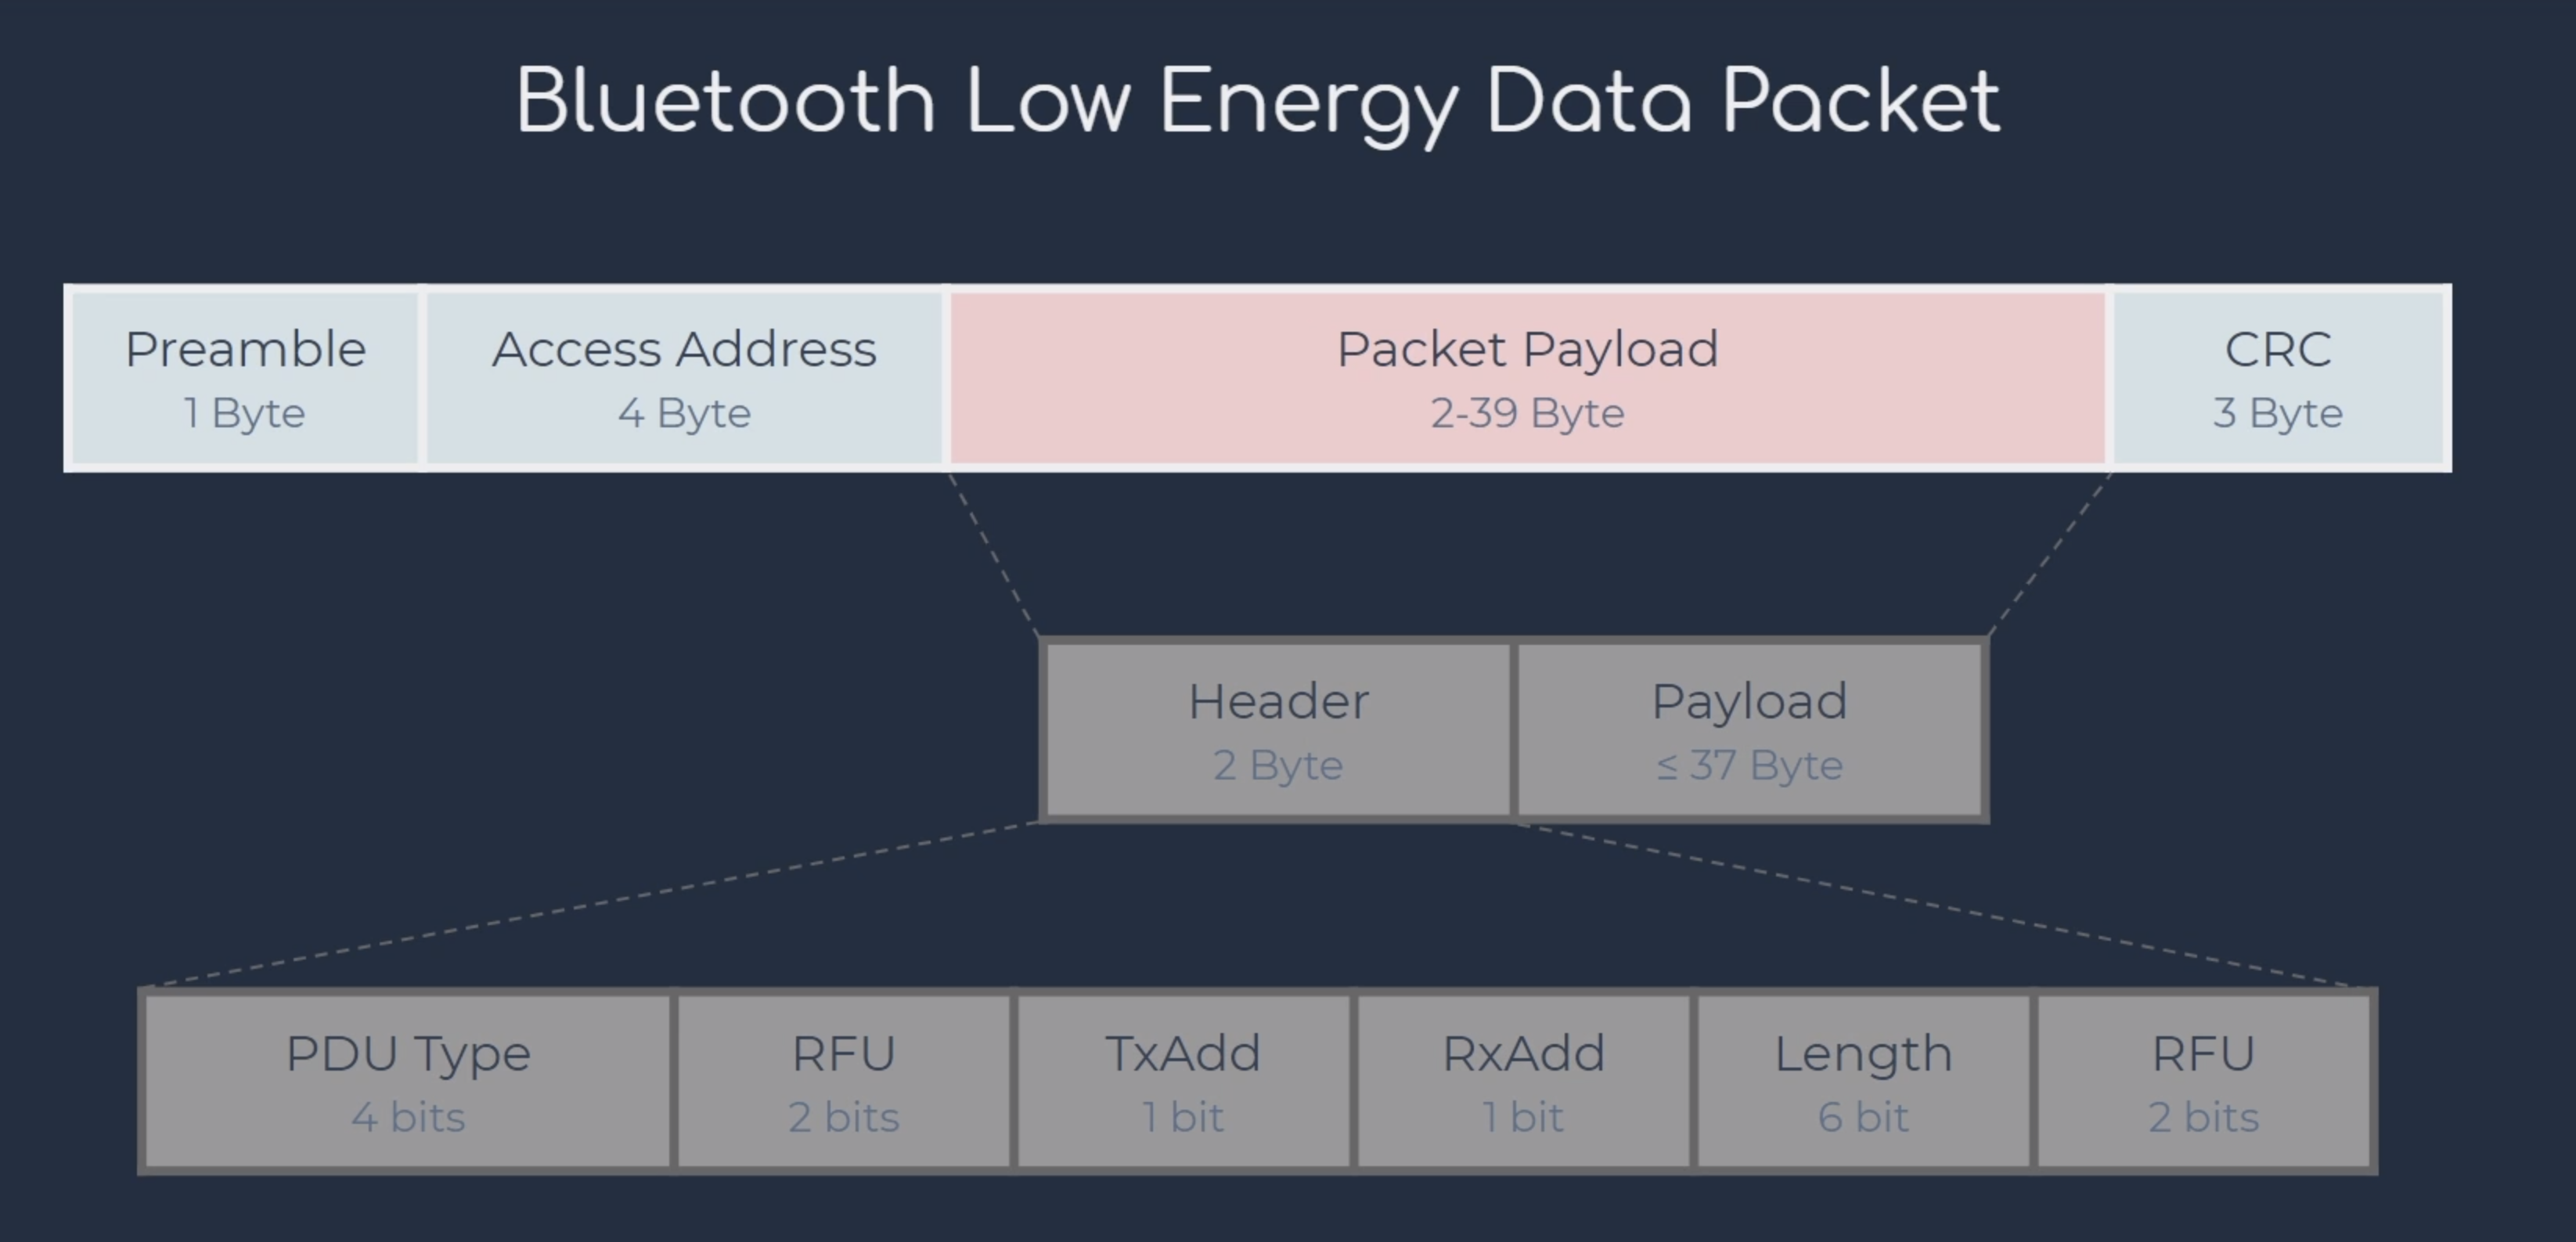 Bluetooth Low Energy Data Packet
Preamble
1 Byte
Access Address
4 Byte
Packet Payload
2-39 Byte
CRC
3 Byte
Header
2 Byte
Payload
≤ 37 Byte
PDU Type
4 bits
RFU
2 bits
TxAdd
1 bit
RxAdd
1 bit
Length
6 bit
RFU
2 bits